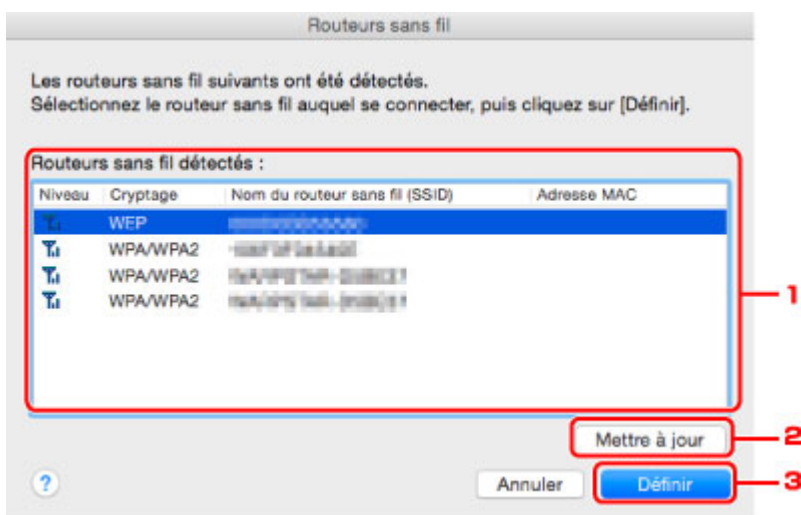 Routeurs sans fil
Les routeurs sans fil suivants ont été détectés.
Sélectionnez le routeur sans fil auquel se connecter, puis cliquez sur [Définir].
Routeurs sans fil détectés :
Niveau Cryptage Nom du routeur sans fil (SSID) Adresse MAC
WEP
WPA/WPA2
WPA/WPA2
WPA/WPA2
1
Mettre à jour 2
? Annuler Définir 3